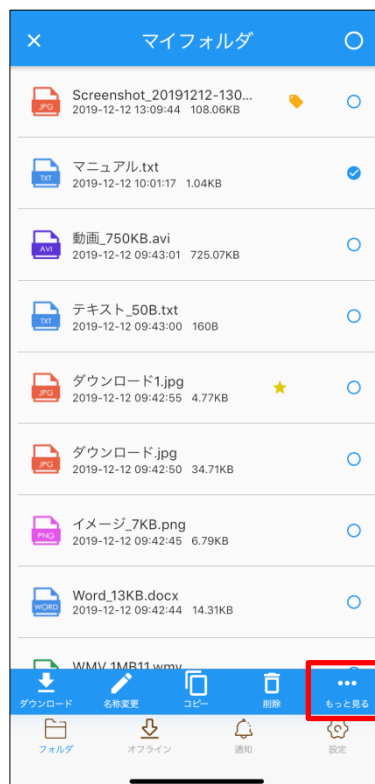 マイフォルダ
JPG
Screenshot_20191212-130...
2019-12-12 13:09:44 108.06KB
TXT
マニュアル.txt
2019-12-12 10:01:17 1.04KB
AVI
動画_750KB.avi
2019-12-12 09:43:01 725.07KB
TXT
テキスト_50B.txt
2019-12-12 09:43:00 160B
JPG
ダウンロード1.jpg
2019-12-12 09:42:55 4.77KB
JPG
ダウンロード.jpg
2019-12-12 09:42:50 34.71KB
PNG
イメージ_7KB.png
2019-12-12 09:42:45 6.79KB
WORD
Word_13KB.docx
2019-12-12 09:42:44 14.31KB
WMV_1MB11.wmv
ダウンロード 名称変更 コピー 削除 もっと見る
フォルダ オフライン 通知 設定